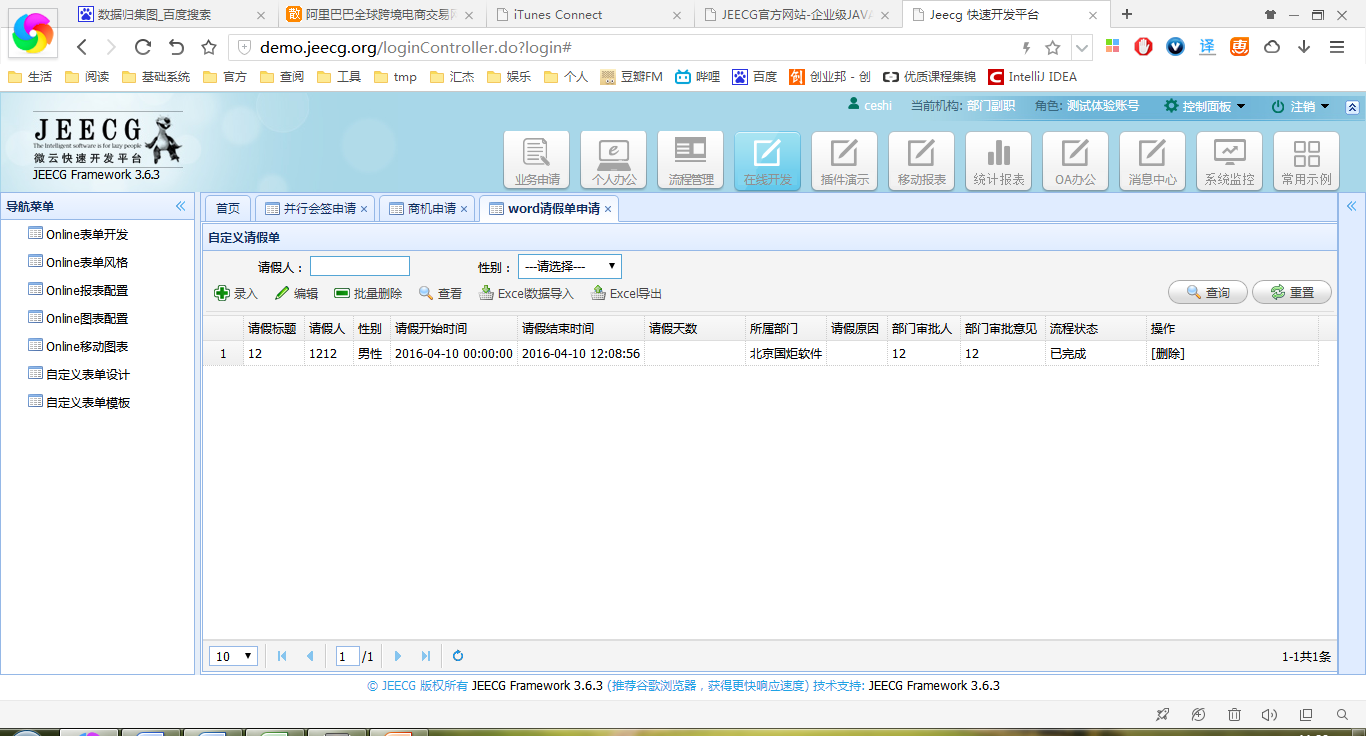 数据归集图_百度搜索
阿里巴巴全球跨境电商交易
iTunes Connect
JEECG官方网站-企业级JAVA
Jeecg 快速开发平台
demo.jeecg.org/loginController.do?login#
译
惠
生活
阅读
基础系统
官方
查阅
工具
tmp
汇杰
娱乐
个人
豆瓣FM
哔哩
百度
创业邦 - 创
优质课程集锦
IntelliJ IDEA
ceshi
当前机构: 部门副职
角色: 测试体验账号
控制面板
注销
JEECG
The Intelligent software is for lazy people
微云快速开发平台
JEECG Framework 3.6.3
业务申请
个人办公
流程管理
在线开发
插件演示
移动报表
统计报表
OA办公
消息中心
系统监控
常用示例
导航菜单
Online表单开发
Online表单风格
Online报表配置
Online图表配置
Online移动图表
自定义表单设计
自定义表单模板
首页
并行会签申请
商机申请
word请假单申请
自定义请假单
请假人：
性别：
---请选择---
录入
编辑
批量删除
查看
Excel数据导入
Excel导出
查询
重置
请假标题 请假人 性别 请假开始时间 请假结束时间 请假天数 所属部门 请假原因 部门审批人 部门审批意见 流程状态 操作
1 12 1212 男性 2016-04-10 00:00:00 2016-04-10 12:08:56 北京国炬软件 12 12 已完成 [删除]
10
1 /1
1-1共1条
© JEECG 版权所有 JEECG Framework 3.6.3 (推荐谷歌浏览器，获得更快响应速度) 技术支持: JEECG Framework 3.6.3